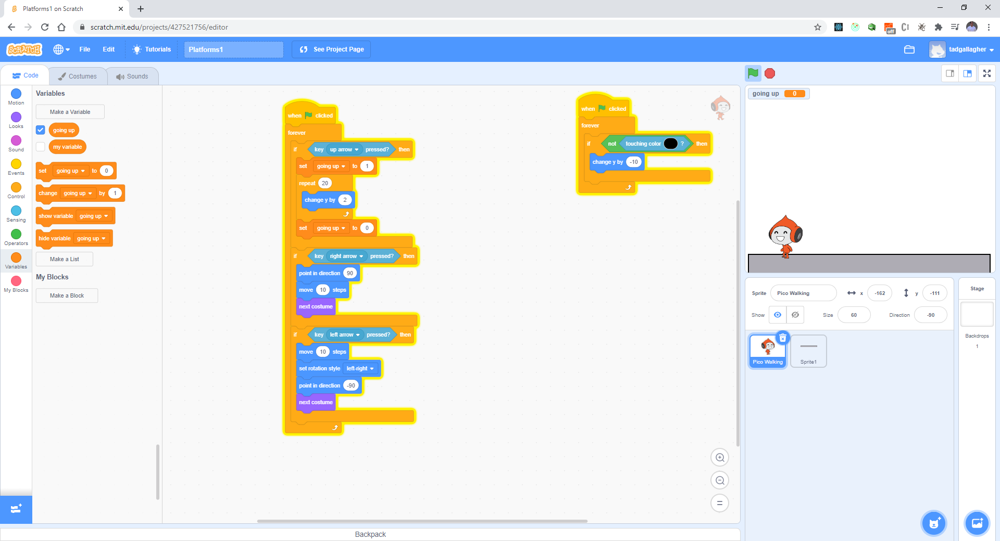 Platforms1 on Scratch
scratch.mit.edu/projects/427521756/editor
off
SCRATCH
File
Edit
Tutorials
Platforms1
See Project Page
tadgallagher
Code
Costumes
Sounds
Motion
Looks
Sound
Events
Control
Sensing
Operators
Variables
My Blocks
Variables
Make a Variable
going up
my variable
set going up to 0
change going up by 1
show variable going up
hide variable going up
Make a List
My Blocks
Make a Block
when clicked
forever
if key up arrow pressed? then
set going up to 1
repeat 20
change y by 2
set going up to 0
if key right arrow pressed? then
point in direction 90
move 10 steps
next costume
if key left arrow pressed? then
move 10 steps
set rotation style left-right
point in direction -90
next costume
when clicked
forever
if not touching color ? then
change y by -10
going up 0
Sprite Pico Walking x -162 y -111
Show Size 60 Direction -90
Pico Walking
Sprite1
Stage
Backdrops
1
Backpack